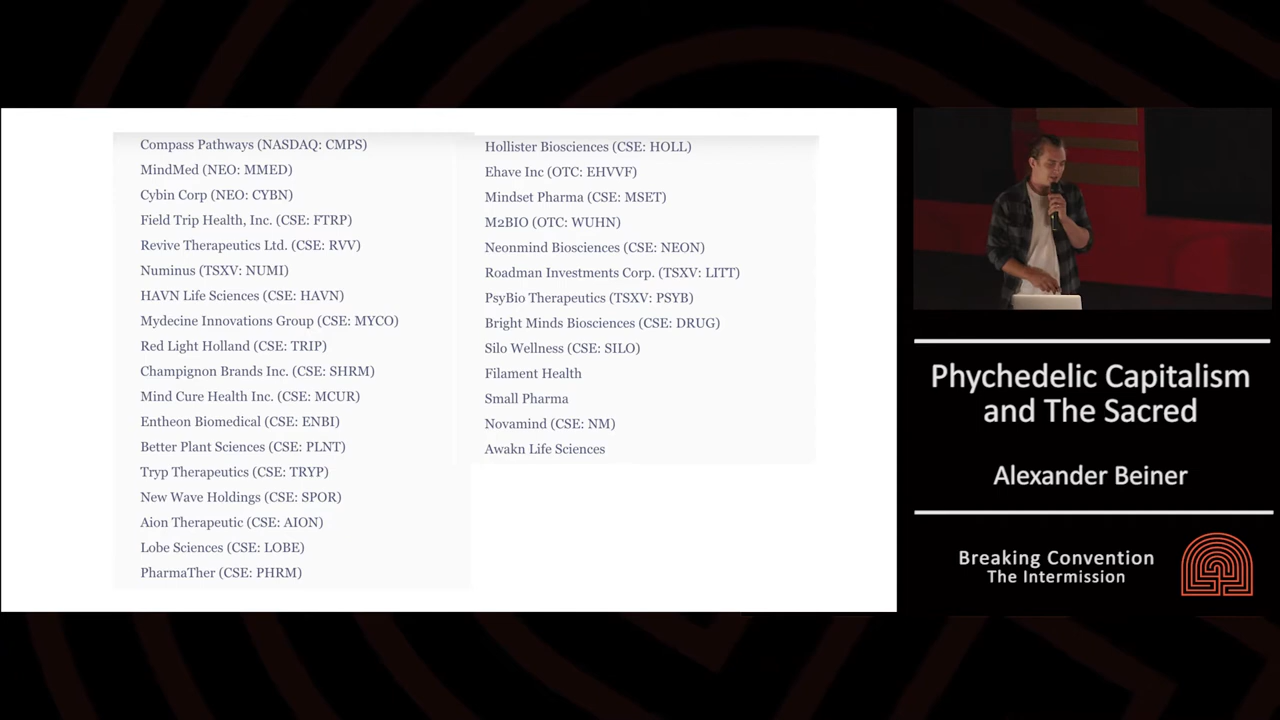 Compass Pathways (NASDAQ: CMPS)
MindMed (NEO: MMED)
Cybin Corp (NEO: CYBN)
Field Trip Health, Inc. (CSE: FTRP)
Revive Therapeutics Ltd. (CSE: RVV)
Numinus (TSXV: NUMI)
HAVN Life Sciences (CSE: HAVN)
Mydecine Innovations Group (CSE: MYCO)
Red Light Holland (CSE: TRIP)
Champignon Brands Inc. (CSE: SHRM)
Mind Cure Health Inc. (CSE: MCUR)
Entheon Biomedical (CSE: ENBI)
Better Plant Sciences (CSE: PLNT)
Tryp Therapeutics (CSE: TRYP)
New Wave Holdings (CSE: SPOR)
Aion Therapeutic (CSE: AION)
Lobe Sciences (CSE: LOBE)
PharmaTher (CSE: PHRM)
Hollister Biosciences (CSE: HOLL)
Ehave Inc (OTC: EHVVF)
Mindset Pharma (CSE: MSET)
M2BIO (OTC: WUHN)
Neonmind Biosciences (CSE: NEON)
Roadman Investments Corp. (TSXV: LITT)
PsyBio Therapeutics (TSXV: PSYB)
Bright Minds Biosciences (CSE: DRUG)
Silo Wellness (CSE: SILO)
Filament Health
Small Pharma
Novamind (CSE: NM)
Awakn Life Sciences
Phychedelic Capitalism
and The Sacred
Alexander Beiner
Breaking Convention
The Intermission